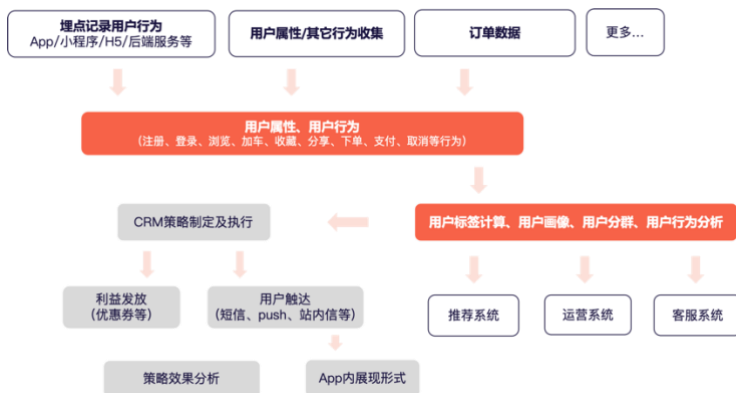 埋点记录用户行为
App/小程序/H5/后端服务等
用户属性/其它行为收集
订单数据
更多...
用户属性、用户行为
（注册、登录、浏览、加车、收藏、分享、下单、支付、取消等行为）
CRM策略制定及执行
用户标签计算、用户画像、用户分群、用户行为分析
利益发放
（优惠券等）
用户触达
（短信、push、站内信等）
推荐系统
运营系统
客服系统
策略效果分析
App内展现形式